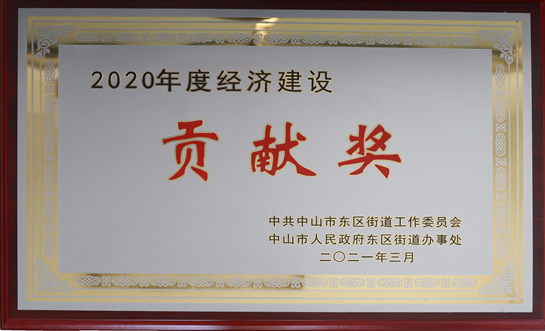 2020年度经济建设
贡献奖
中共中山市东区街道工作委员会
中山市人民政府东区街道办事处
二〇二一年三月